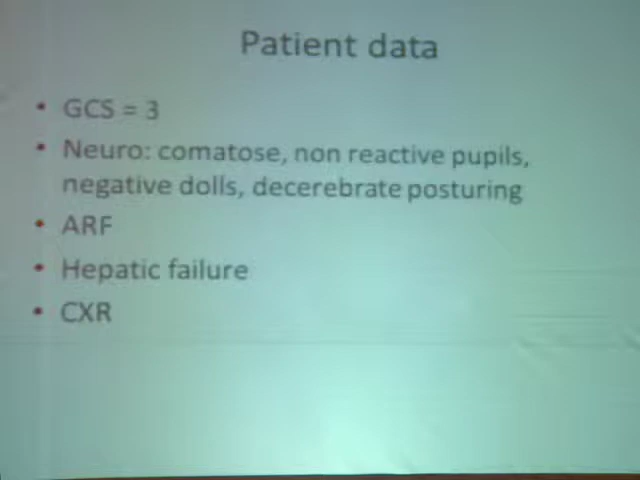 Patient data
• GCS = 3
• Neuro: comatose, non reactive pupils,
negative dolls, decerebrate posturing
• ARF
• Hepatic failure
• CXR